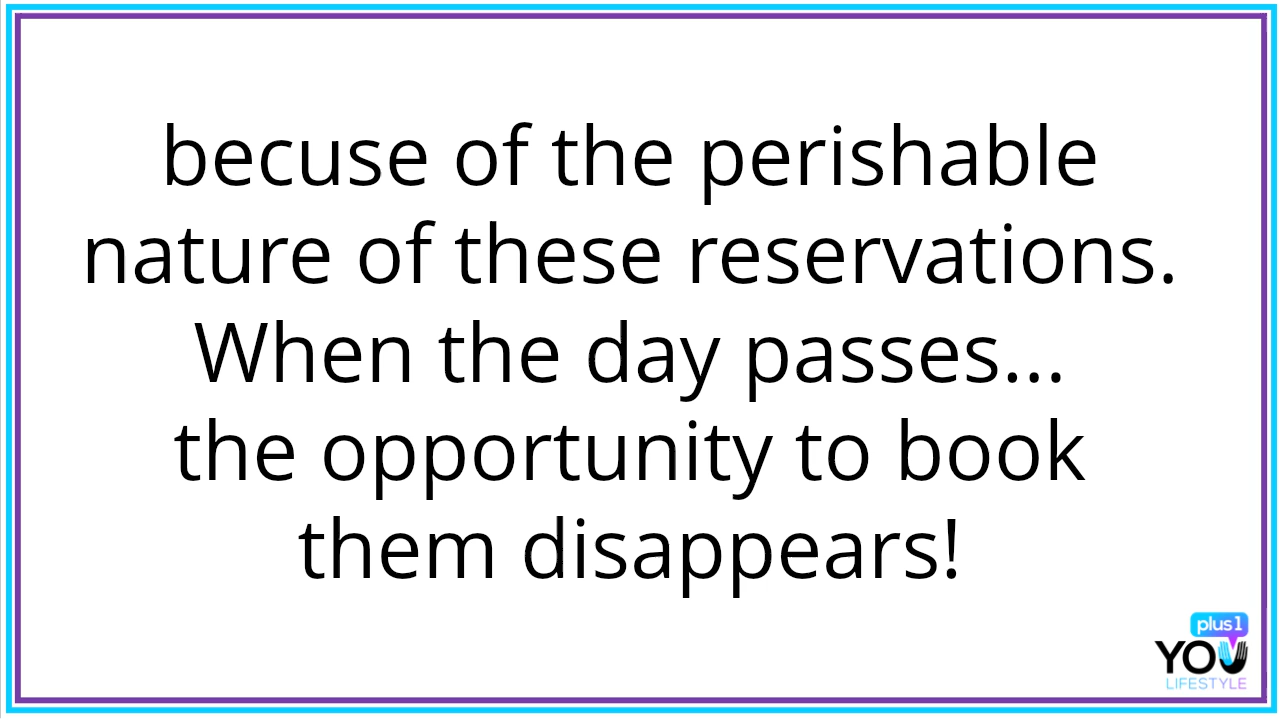 becuse of the perishable
nature of these reservations.
When the day passes...
the opportunity to book
them disappears!
plus1
YOU
LIFESTYLE